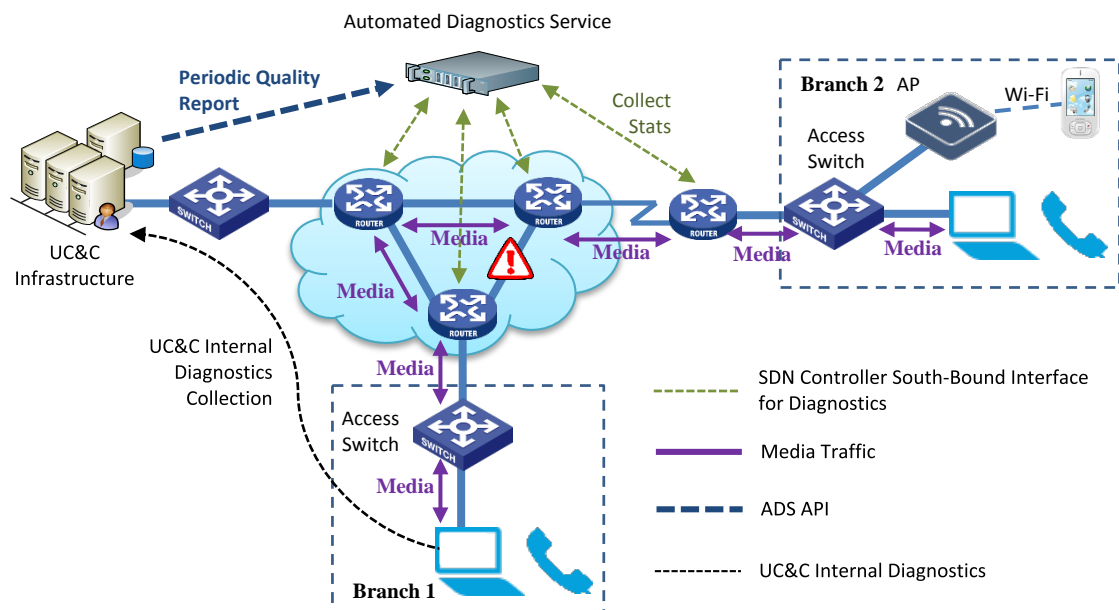 Automated Diagnostics Service
Periodic Quality
Report
Collect
Stats
Branch 2
AP
Wi-Fi
Access
Switch
SWITCH
ROUTER
ROUTER
ROUTER
SWITCH
UC&C
Infrastructure
Media
Media
Media
Media
Media
ROUTER
UC&C Internal
Diagnostics
Collection
Media
Access
Switch
SWITCH
Media
Branch 1
SDN Controller South-Bound Interface
for Diagnostics
Media Traffic
ADS API
UC&C Internal Diagnostics